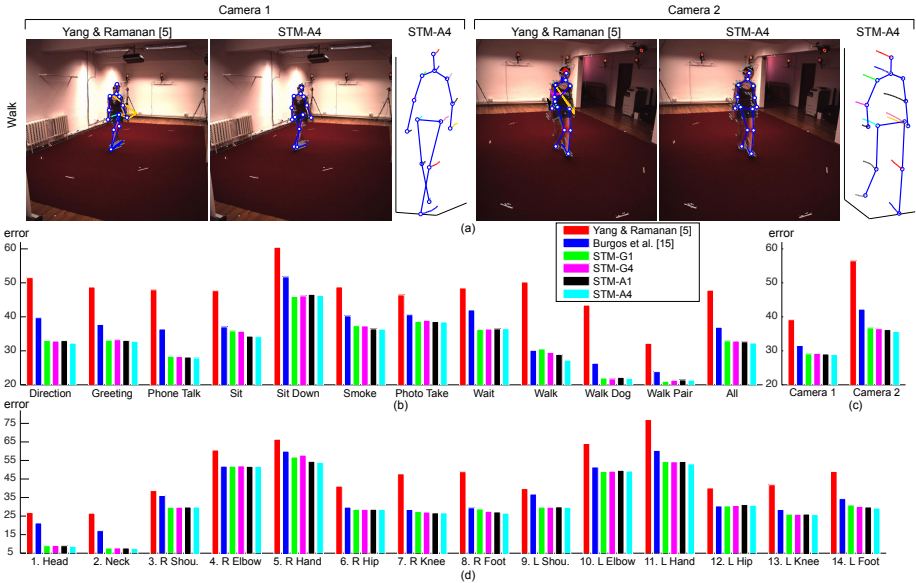 Camera 1
Camera 2
Yang & Ramanan [5]
STM-A4
STM-A4
Yang & Ramanan [5]
STM-A4
STM-A4
Walk
(a)
error
60
50
40
30
20
Direction
Greeting
Phone Talk
Sit
Sit Down
Smoke
Photo Take
Wait
Walk
Walk Dog
Walk Pair
All
(b)
Yang & Ramanan [5]
Burgos et al. [15]
STM-G1
STM-G4
STM-A1
STM-A4
error
60
50
40
30
20
Camera 1
Camera 2
(c)
error
75
65
55
45
35
25
15
5
1. Head
2. Neck
3. R Shou.
4. R Elbow
5. R Hand
6. R Hip
7. R Knee
8. R Foot
9. L Shou.
10. L Elbow
11. L Hand
12. L Hip
13. L Knee
14. L Foot
(d)